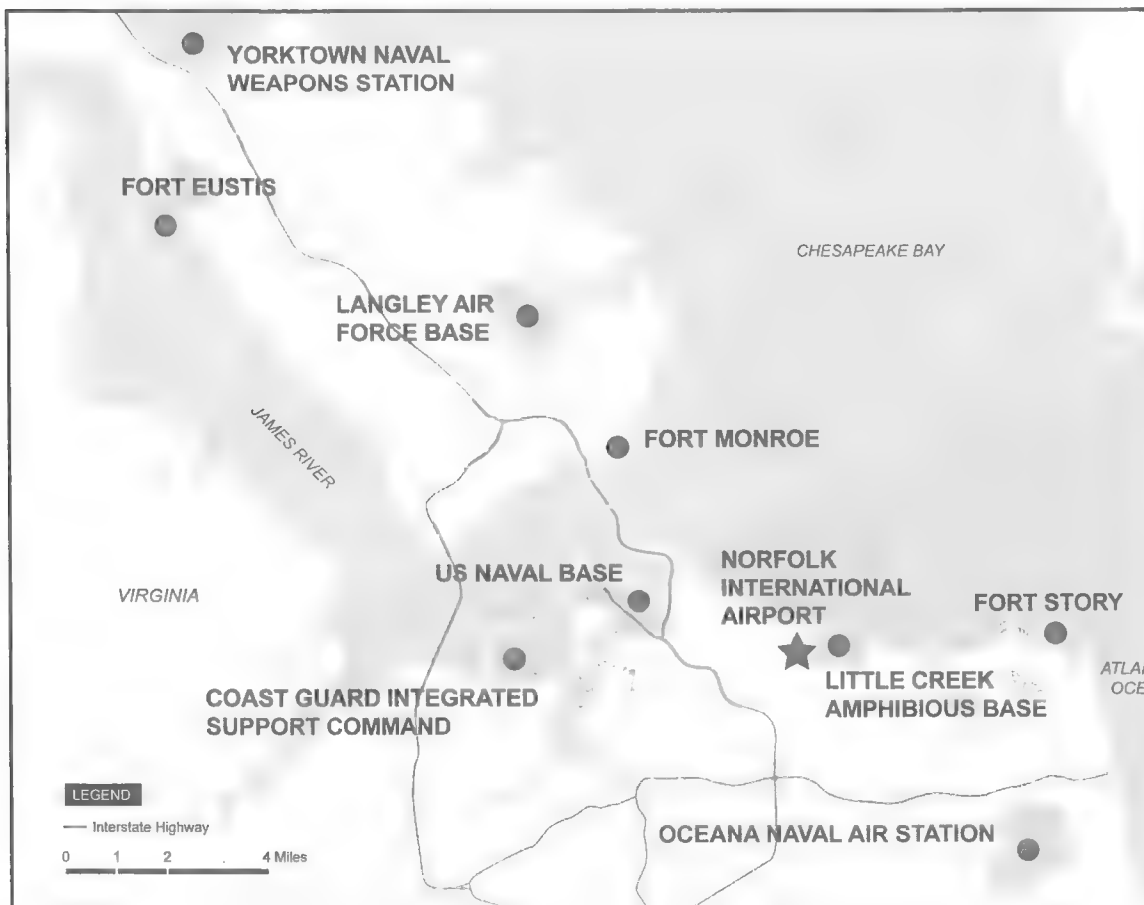 YORKTOWN NAVAL
WEAPONS STATION
FORT EUSTIS
CHESAPEAKE BAY
LANGLEY AIR
FORCE BASE
JAMES RIVER
FORT MONROE
US NAVAL BASE
NORFOLK
INTERNATIONAL
AIRPORT
VIRGINIA
FORT STORY
COAST GUARD INTEGRATED
SUPPORT COMMAND
LITTLE CREEK
AMPHIBIOUS BASE
ATLAN
OCE
LEGEND
Interstate Highway
0 1 2 4 Miles
OCEANA NAVAL AIR STATION